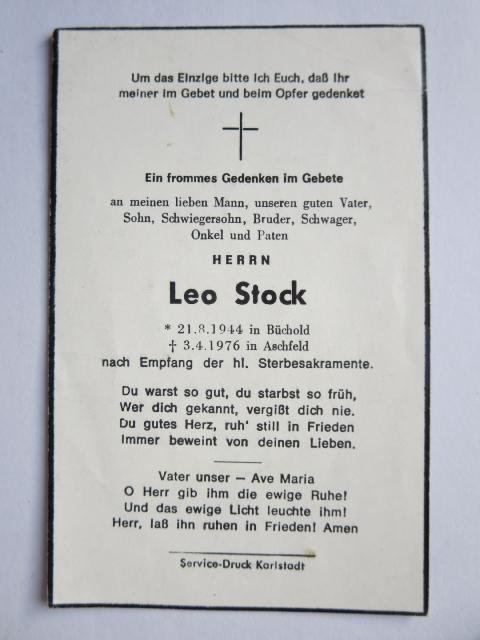 Um das Einzige bitte ich Euch, daß ihr
meiner im Gebet und beim Opfer gedenket
Ein frommes Gedenken im Gebete
an meinen lieben Mann, unseren guten Vater,
Sohn, Schwiegersohn, Bruder, Schwager,
Onkel und Paten
HERRN
Leo Stock
* 21.8.1944 in Büchold
† 3.4.1976 in Aschfeld
nach Empfang der hl. Sterbesakramente.
Du warst so gut, du starbst so früh,
Wer dich gekannt, vergißt dich nie.
Du gutes Herz, ruh' still in Frieden
Immer beweint von deinen Lieben.
Vater unser – Ave Maria
O Herr gib ihm die ewige Ruhe!
Und das ewige Licht leuchte ihm!
Herr, laß ihn ruhen in Frieden! Amen
Service-Druck Karlstadt